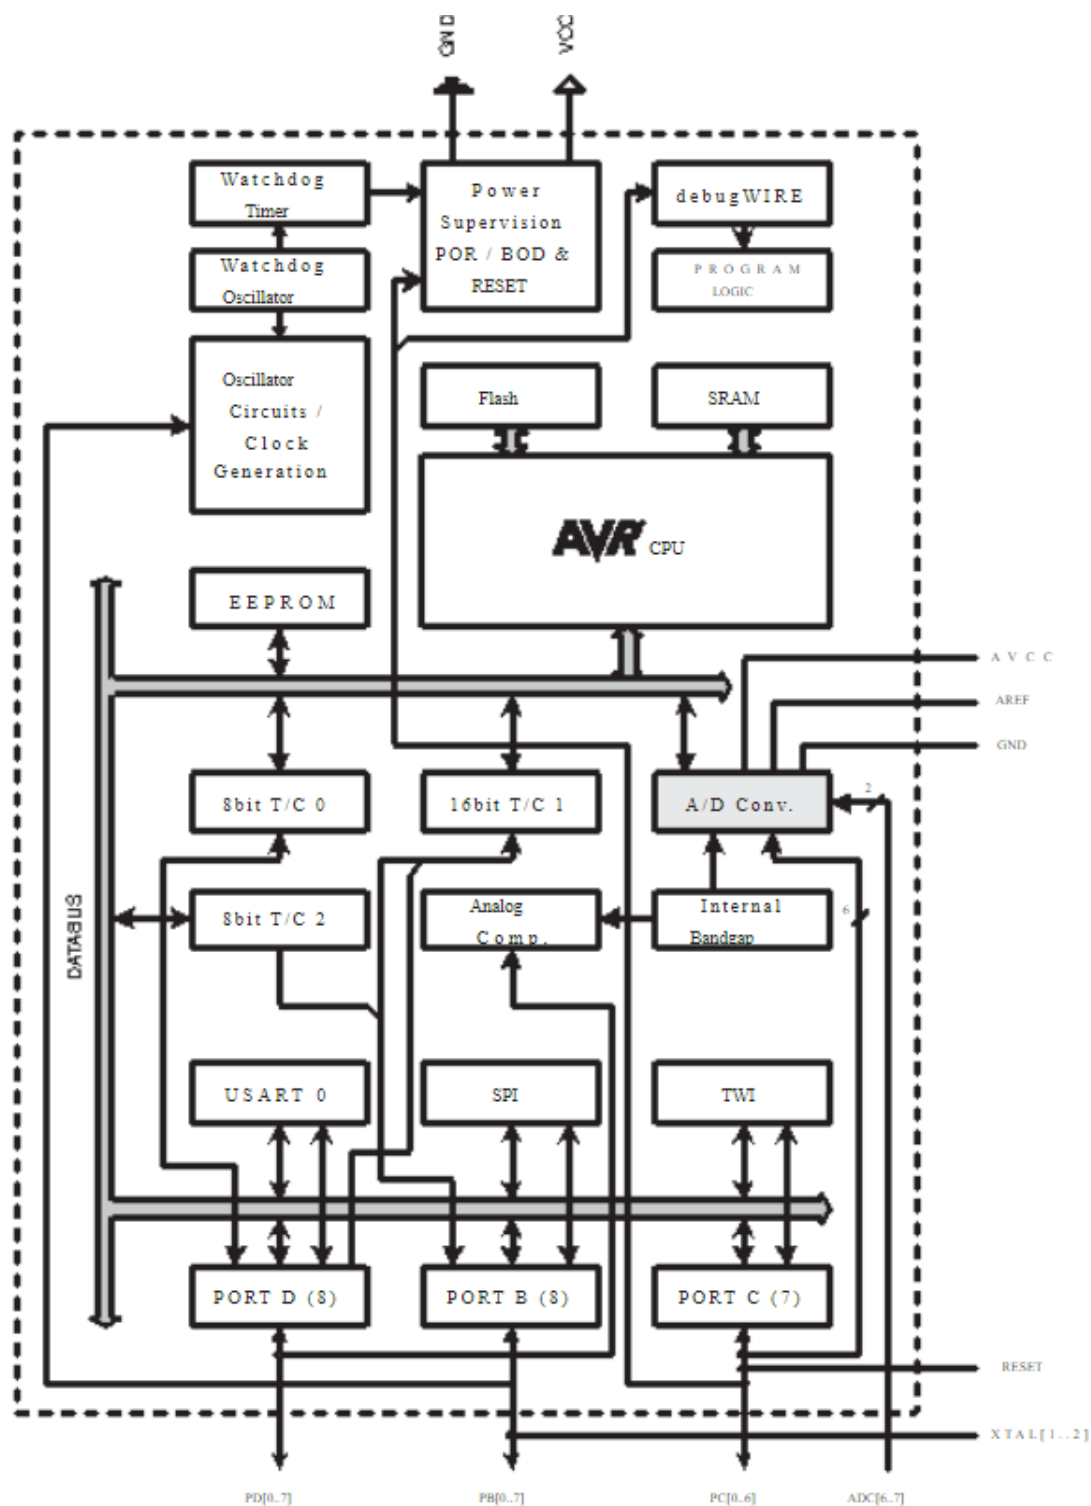 GND
VCC
Watchdog
Timer
Power
Supervision
POR / BOD &
RESET
debugWIRE
Watchdog
Oscillator
PROGRAM
LOGIC
Oscillator
Circuits /
Clock
Generation
Flash
SRAM
AVR CPU
EEPROM
AVCC
AREF
GND
8bit T/C 0
16bit T/C 1
A/D Conv.
2
DATABUS
8bit T/C 2
Analog
Comp.
Internal
Bandgap
6
USART 0
SPI
TWI
PORT D (8)
PORT B (8)
PORT C (7)
RESET
XTAL[1..2]
PD[0..7]
PB[0..7]
PC[0..6]
ADC[6..7]